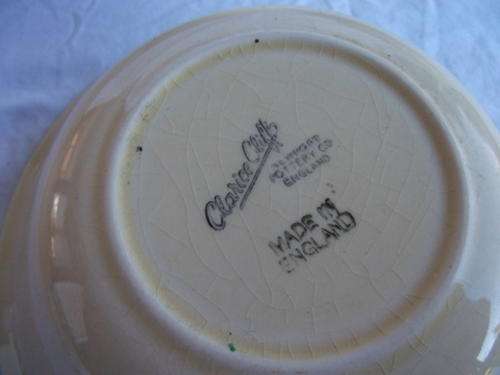 Clarice Cliff
NEWPORT
POTTERY CO
ENGLAND
MADE IN
ENGLAND